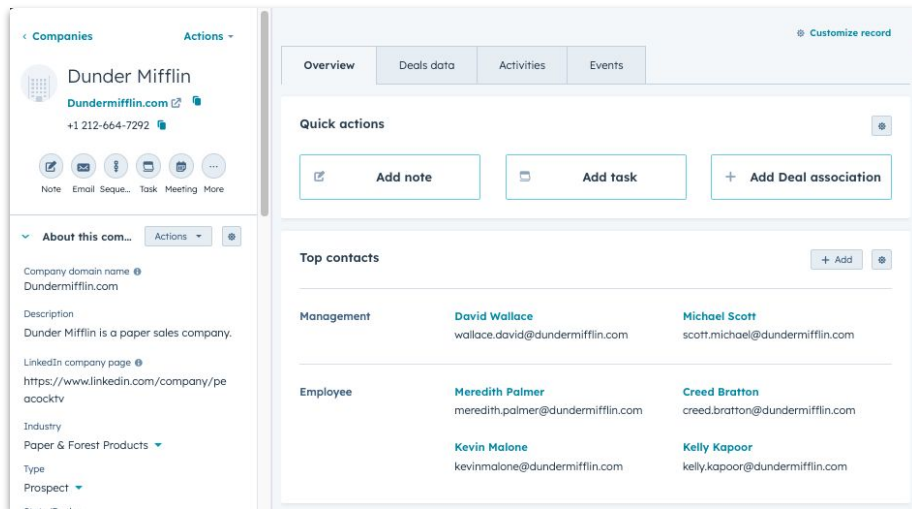 Companies
Actions
Dunder Mifflin
Dundermifflin.com
+1 212-664-7292
Note Email Seque... Task Meeting More
About this com... Actions
Company domain name
Dundermifflin.com
Description
Dunder Mifflin is a paper sales company.
LinkedIn company page
https://www.linkedin.com/company/pe
acocktv
Industry
Paper & Forest Products
Type
Prospect
Customize record
Overview Deals data Activities Events
Quick actions
Add note Add task + Add Deal association
Top contacts
+ Add
Management
David Wallace Michael Scott
wallace.david@dundermifflin.com scott.michael@dundermifflin.com
Employee
Meredith Palmer Creed Bratton
meredith.palmer@dundermifflin.com creed.bratton@dundermifflin.com
Kevin Malone Kelly Kapoor
kevinmalone@dundermifflin.com kelly.kapoor@dundermifflin.com